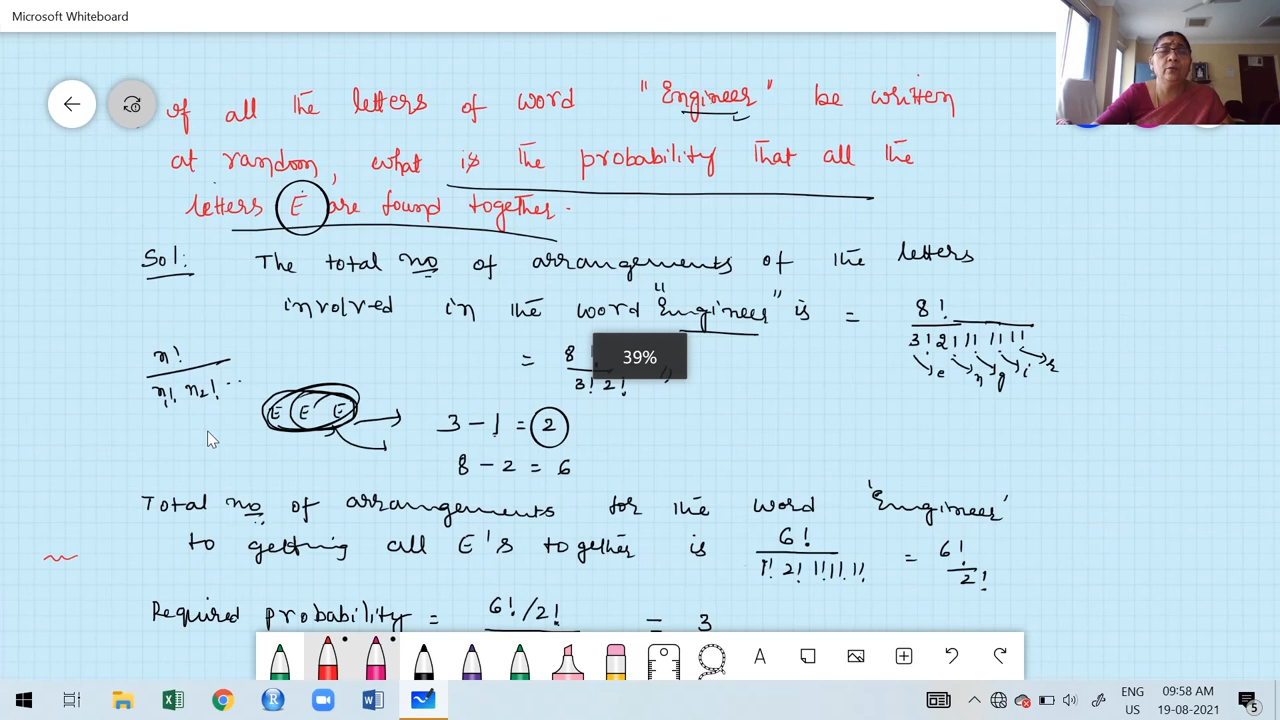 Microsoft Whiteboard
of all the letters of word "Engineer" be written
at random, what is the probability that all the
letters E are found together.
Sol: The total no of arrangements of the letters
involved in the word "Engineer" is = 8!
3! 2! 1! 1! 1!
e n g i r
n!
n1! n2! ..
= 8
3! 2!
39%
E E E
3 - 1 = 2
8 - 2 = 6
Total no of arrangements for the word 'Engineer'
to getting all E'S together is 6! / 1! 2! 1! 1! 1! = 6! / 2!
Required probability = 6!/2! = 3
A
ENG
US
09:58 AM
19-08-2021
5